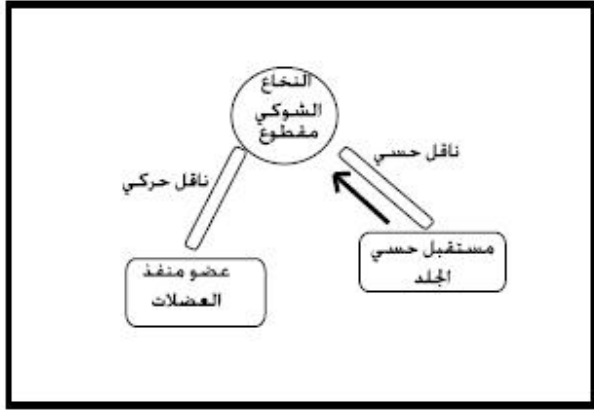 النخاع
الشوكي
مقطوع
ناقل حسي
ناقل حركي
مستقبل حسي
الجلد
عضو منفذ
العضلات